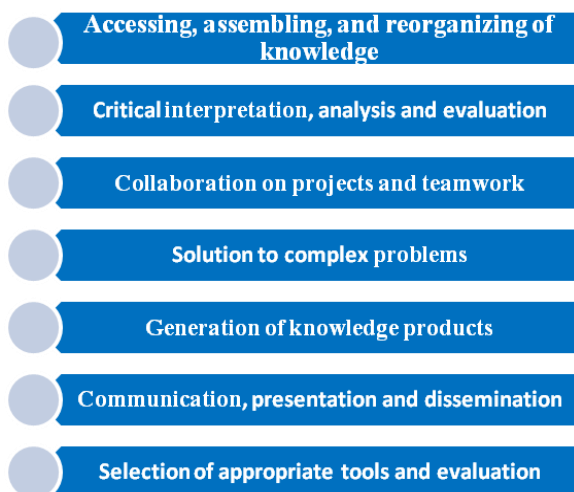 Accessing, assembling, and reorganizing of
knowledge
Critical interpretation, analysis and evaluation
Collaboration on projects and teamwork
Solution to complex problems
Generation of knowledge products
Communication, presentation and dissemination
Selection of appropriate tools and evaluation